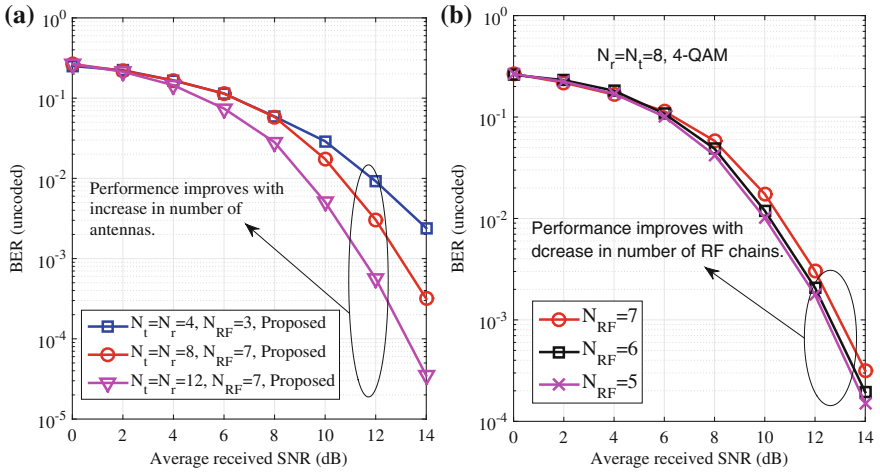 (a)
10^0
10^-1
10^-2
10^-3
10^-4
10^-5
BER (uncoded)
Performence improves with
increase in number of
antennas.
N_t=N_r=4, N_RF=3, Proposed
N_t=N_r=8, N_RF=7, Proposed
N_t=N_r=12, N_RF=7, Proposed
0 2 4 6 8 10 12 14
Average received SNR (dB)
(b)
10^0
10^-1
10^-2
10^-3
10^-4
BER (uncoded)
N_r=N_t=8, 4-QAM
Performance improves with
dcrease in number of RF chains.
N_RF=7
N_RF=6
N_RF=5
0 2 4 6 8 10 12 14
Average received SNR (dB)